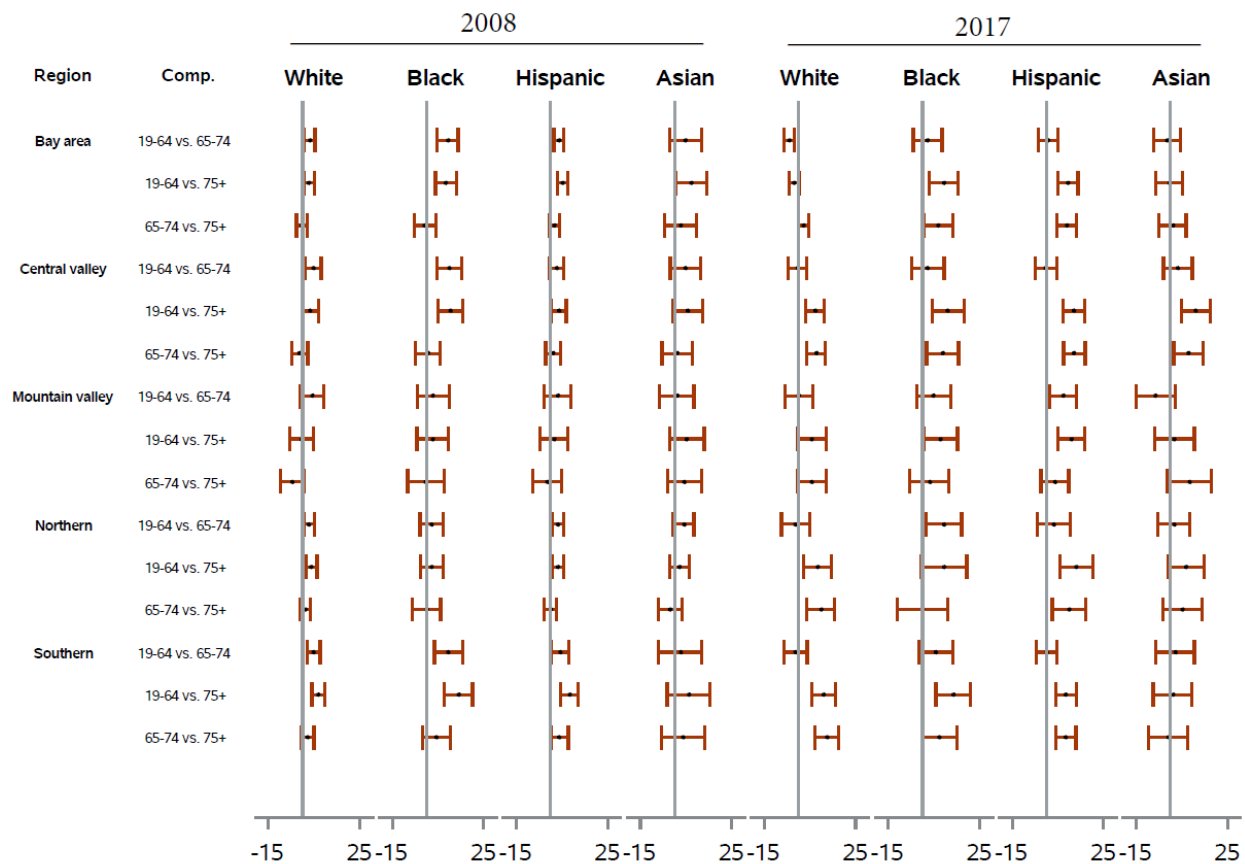 2008 2017
Region Comp. White Black Hispanic Asian White Black Hispanic Asian
Bay area 19-64 vs. 65-74
19-64 vs. 75+
65-74 vs. 75+
Central valley 19-64 vs. 65-74
19-64 vs. 75+
65-74 vs. 75+
Mountain valley 19-64 vs. 65-74
19-64 vs. 75+
65-74 vs. 75+
Northern 19-64 vs. 65-74
19-64 vs. 75+
65-74 vs. 75+
Southern 19-64 vs. 65-74
19-64 vs. 75+
65-74 vs. 75+
-15 25 -15 25 -15 25 -15 25 -15 25 -15 25 -15 25 -15 25